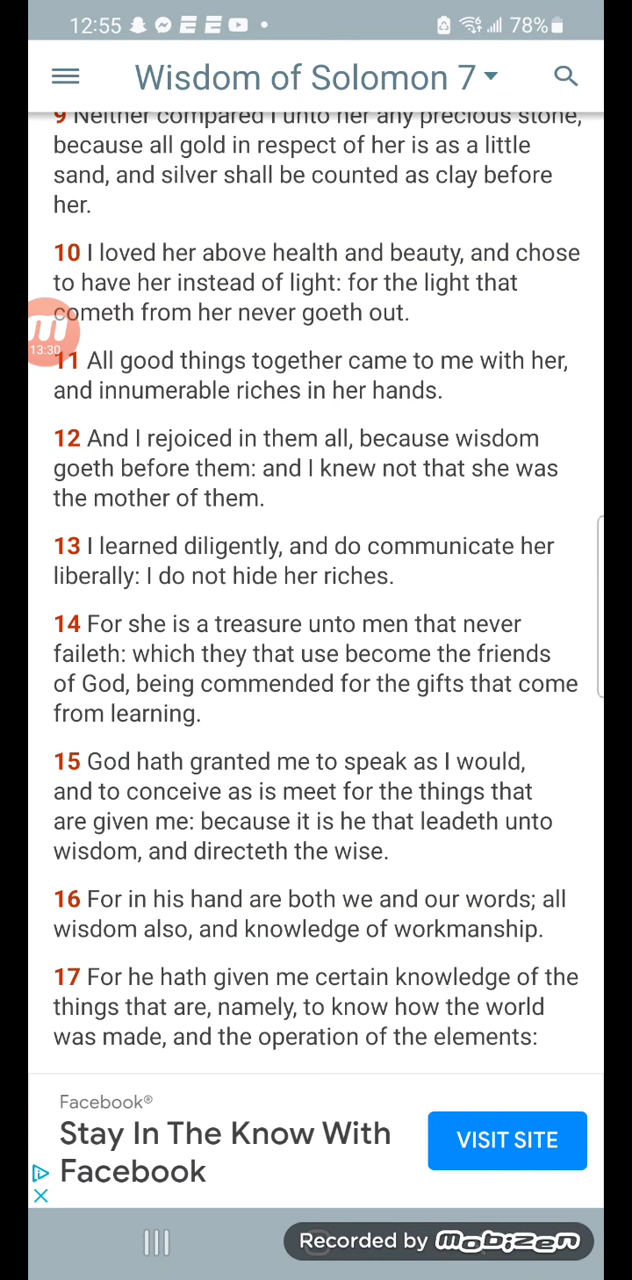 12:55 78%
Wisdom of Solomon 7
9 Neither compared I unto her any precious stone,
because all gold in respect of her is as a little
sand, and silver shall be counted as clay before
her.
10 I loved her above health and beauty, and chose
to have her instead of light: for the light that
cometh from her never goeth out.
13:30
11 All good things together came to me with her,
and innumerable riches in her hands.
12 And I rejoiced in them all, because wisdom
goeth before them: and I knew not that she was
the mother of them.
13 I learned diligently, and do communicate her
liberally: I do not hide her riches.
14 For she is a treasure unto men that never
faileth: which they that use become the friends
of God, being commended for the gifts that come
from learning.
15 God hath granted me to speak as I would,
and to conceive as is meet for the things that
are given me: because it is he that leadeth unto
wisdom, and directeth the wise.
16 For in his hand are both we and our words; all
wisdom also, and knowledge of workmanship.
17 For he hath given me certain knowledge of the
things that are, namely, to know how the world
was made, and the operation of the elements:
Facebook®
Stay In The Know With
Facebook
VISIT SITE
Recorded by mobizen